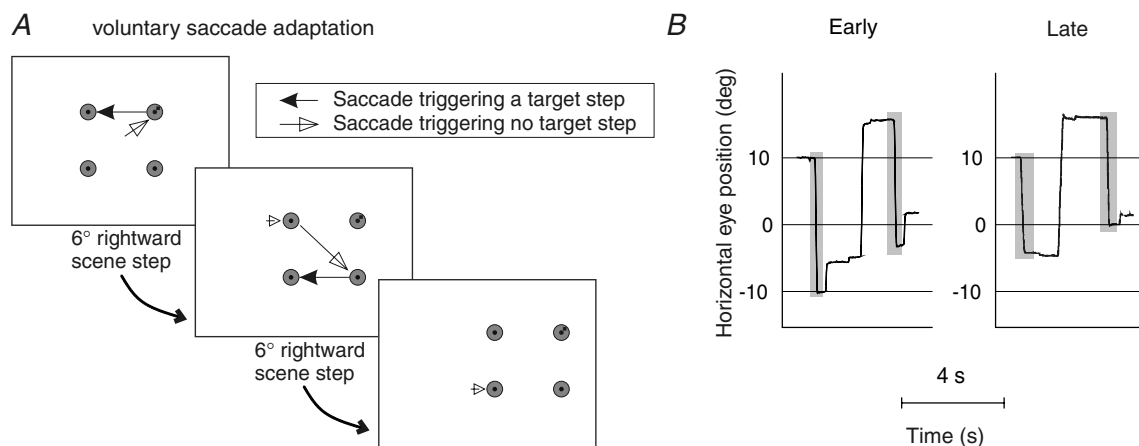 A
voluntary saccade adaptation
Saccade triggering a target step
Saccade triggering no target step
6° rightward
scene step
6° rightward
scene step
B
Early
Late
Horizontal eye position (deg)
10
0
-10
10
0
-10
4 s
Time (s)